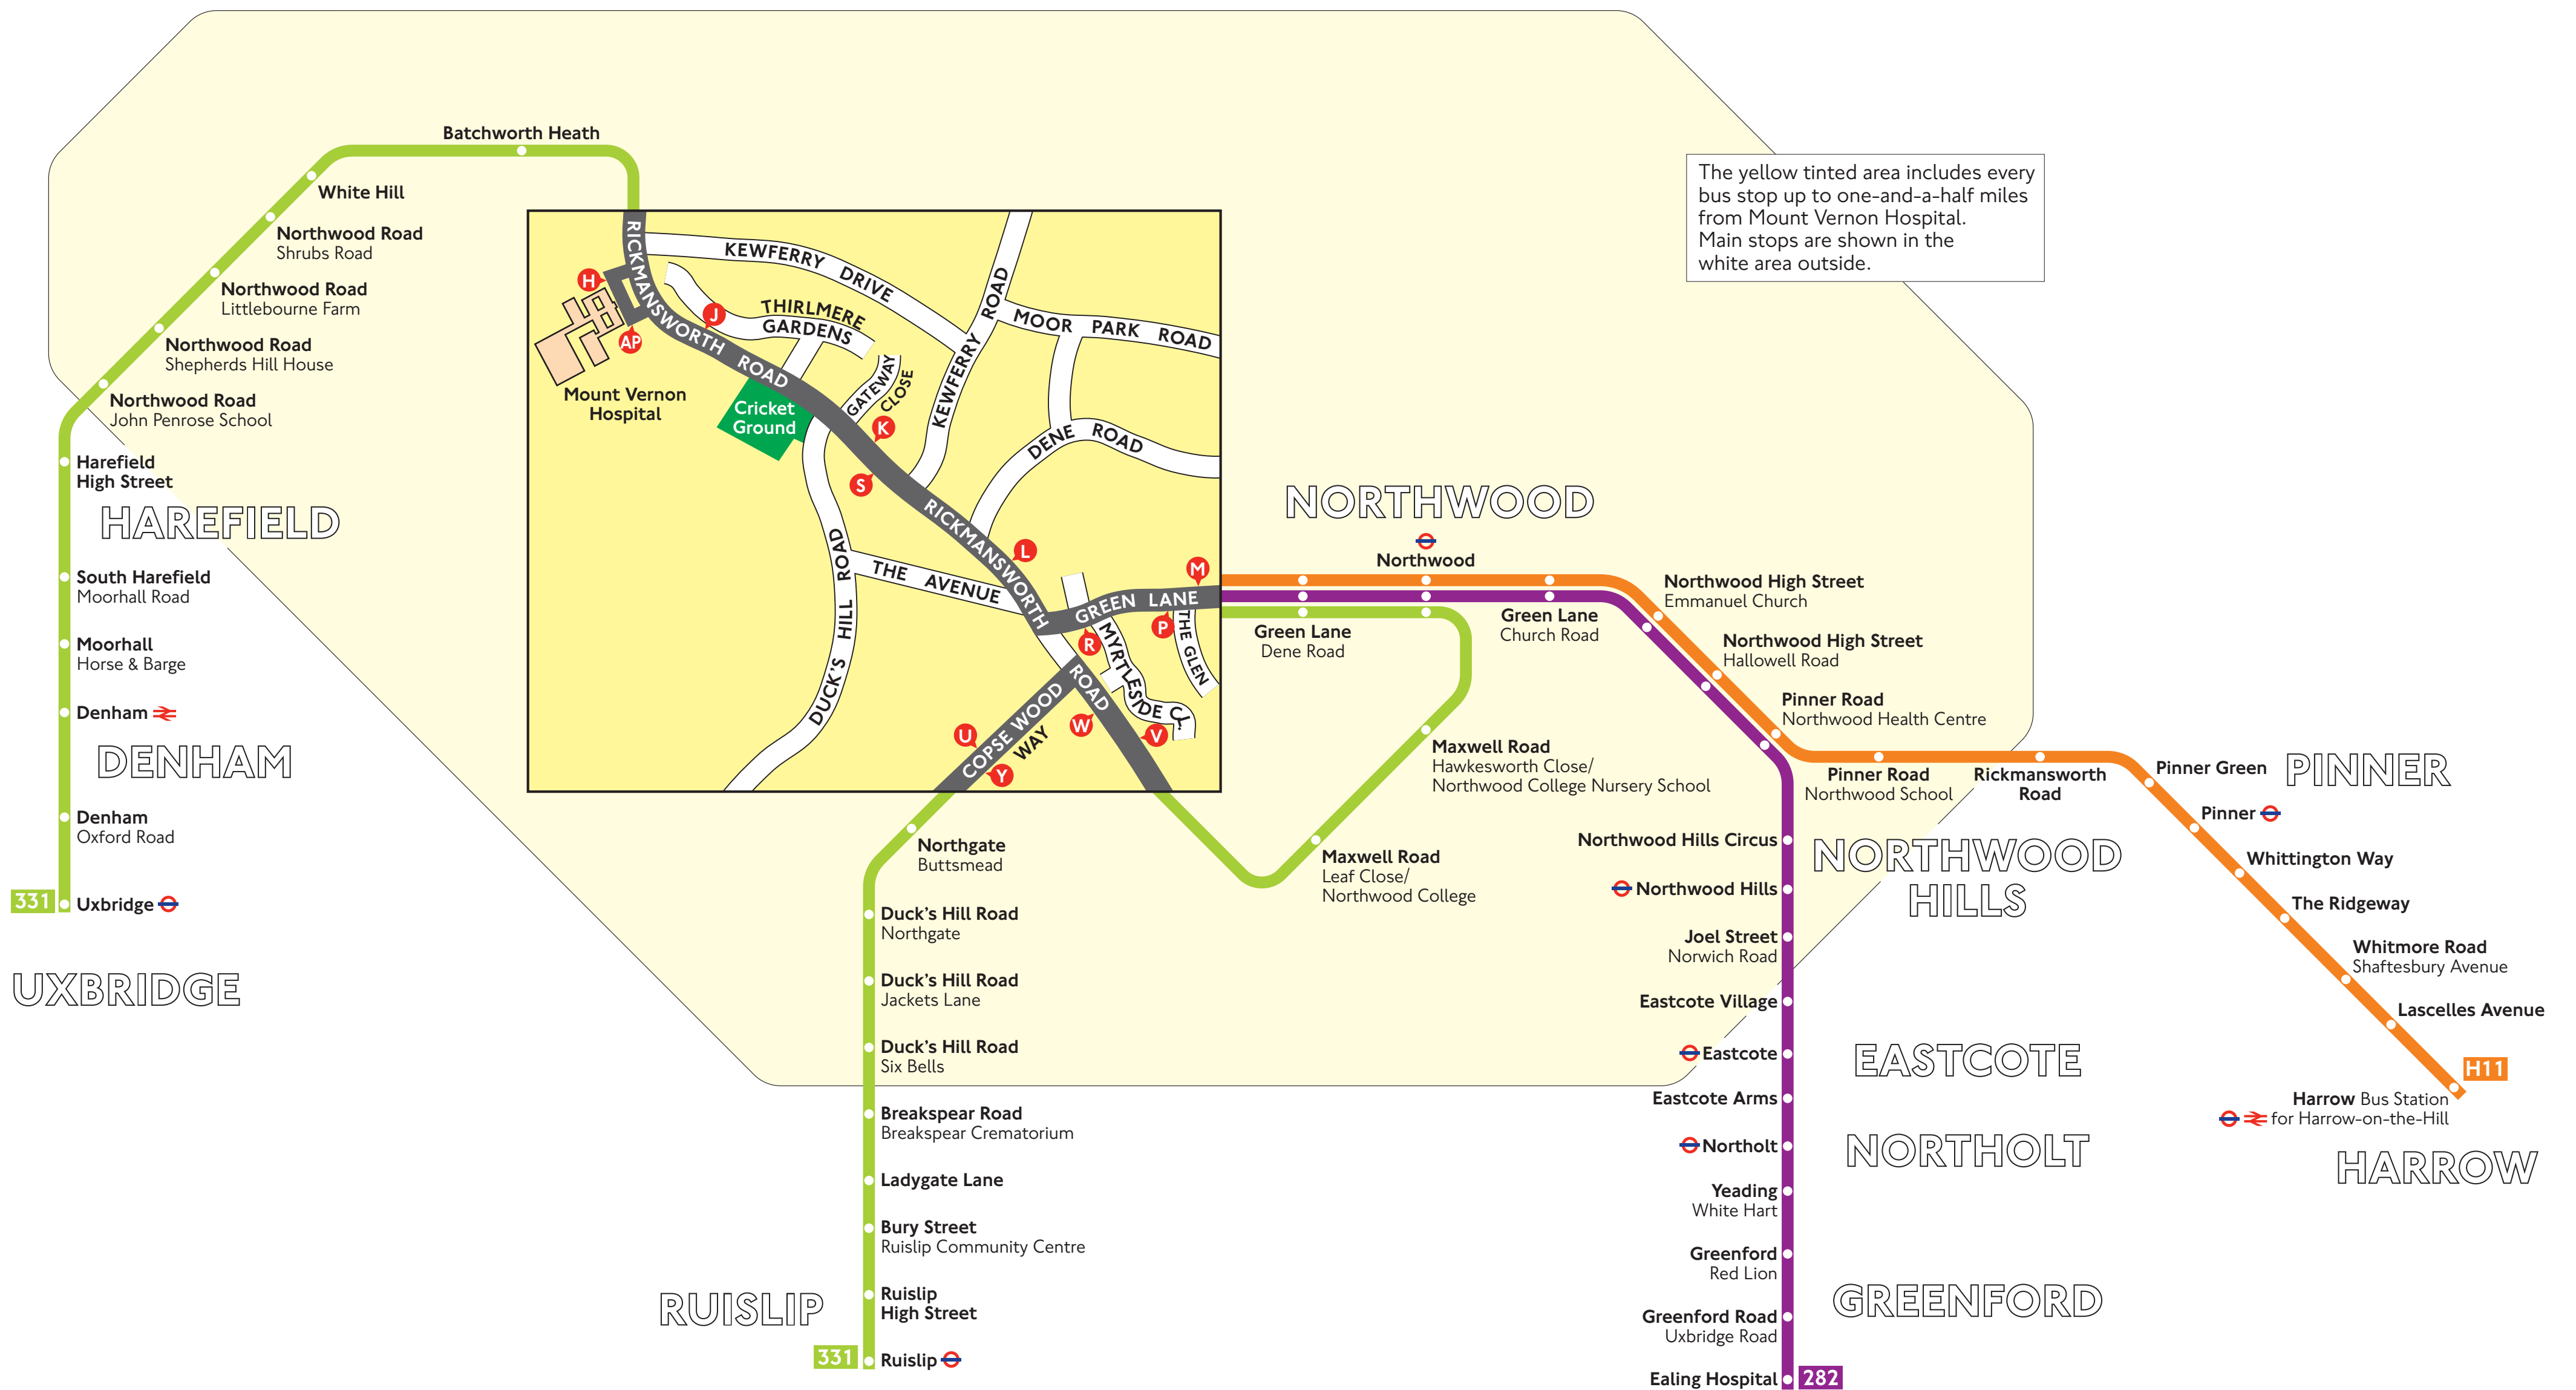 Batchworth Heath
White Hill
Northwood Road
Shrubs Road
Northwood Road
Littlebourne Farm
Northwood Road
Shepherds Hill House
Northwood Road
John Penrose School
Harefield
High Street
HAREFIELD
South Harefield
Moorhall Road
Moorhall
Horse & Barge
Denham
DENHAM
Denham
Oxford Road
331
Uxbridge
UXBRIDGE
The yellow tinted area includes every
bus stop up to one-and-a-half miles
from Mount Vernon Hospital.
Main stops are shown in the
white area outside.
RICKMANSWORTH ROAD
KEWFERRY DRIVE
KEWFERRY ROAD
H
J
THIRLMERE
GARDENS
MOOR PARK ROAD
AP
Mount Vernon
Hospital
Cricket
Ground
GATEWAY
CLOSE
K
DENE ROAD
S
RICKMANSWORTH
ROAD
L
DUCK'S HILL ROAD
THE AVENUE
M
GREEN LANE
P
THE GLEN
R
MYRTLESIDE CL.
W
V
U
COPSE WOOD
WAY
Y
NORTHWOOD
Northwood
Green Lane
Dene Road
Green Lane
Church Road
Northwood High Street
Emmanuel Church
Northwood High Street
Hallowell Road
Pinner Road
Northwood Health Centre
Maxwell Road
Hawkesworth Close/
Northwood College Nursery School
Maxwell Road
Leaf Close/
Northwood College
Pinner Road
Northwood School
Rickmansworth
Road
Pinner Green
PINNER
Pinner
Whittington Way
The Ridgeway
Whitmore Road
Shaftesbury Avenue
Lascelles Avenue
H11
Harrow Bus Station
for Harrow-on-the-Hill
HARROW
Northwood Hills Circus
NORTHWOOD
HILLS
Northwood Hills
Joel Street
Norwich Road
Eastcote Village
Eastcote
EASTCOTE
Eastcote Arms
Northolt
NORTHOLT
Yeading
White Hart
Greenford
Red Lion
GREENFORD
Greenford Road
Uxbridge Road
Ealing Hospital
282
Northgate
Buttsmead
Duck's Hill Road
Northgate
Duck's Hill Road
Jackets Lane
Duck's Hill Road
Six Bells
Breakspear Road
Breakspear Crematorium
Ladygate Lane
Bury Street
Ruislip Community Centre
RUISLIP
Ruislip
High Street
331
Ruislip